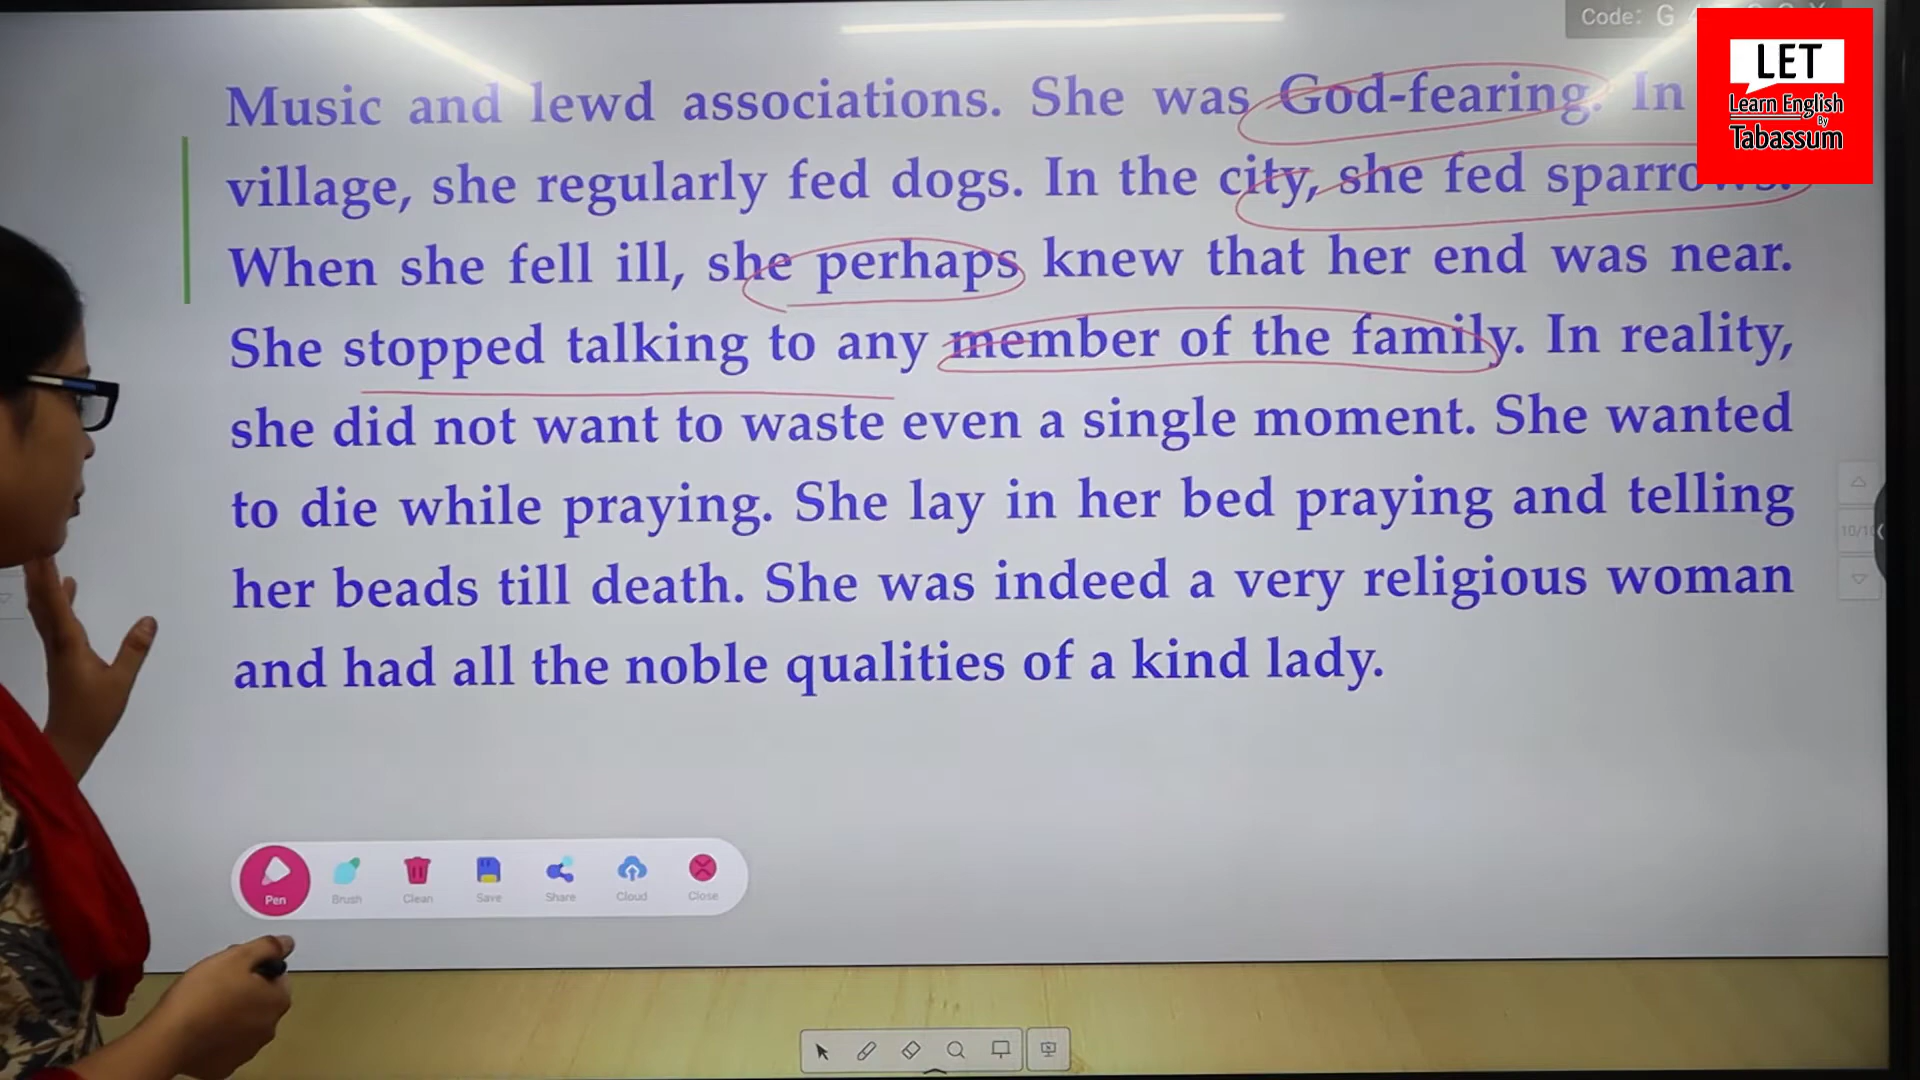 Code: G
LET
Learn English
By
Tabassum
Music and lewd associations. She was God-fearing. In
village, she regularly fed dogs. In the city, she fed sparrows.
When she fell ill, she perhaps knew that her end was near.
She stopped talking to any member of the family. In reality,
she did not want to waste even a single moment. She wanted
to die while praying. She lay in her bed praying and telling
her beads till death. She was indeed a very religious woman
and had all the noble qualities of a kind lady.
10/10
Pen Brush Clean Save Share Cloud Close